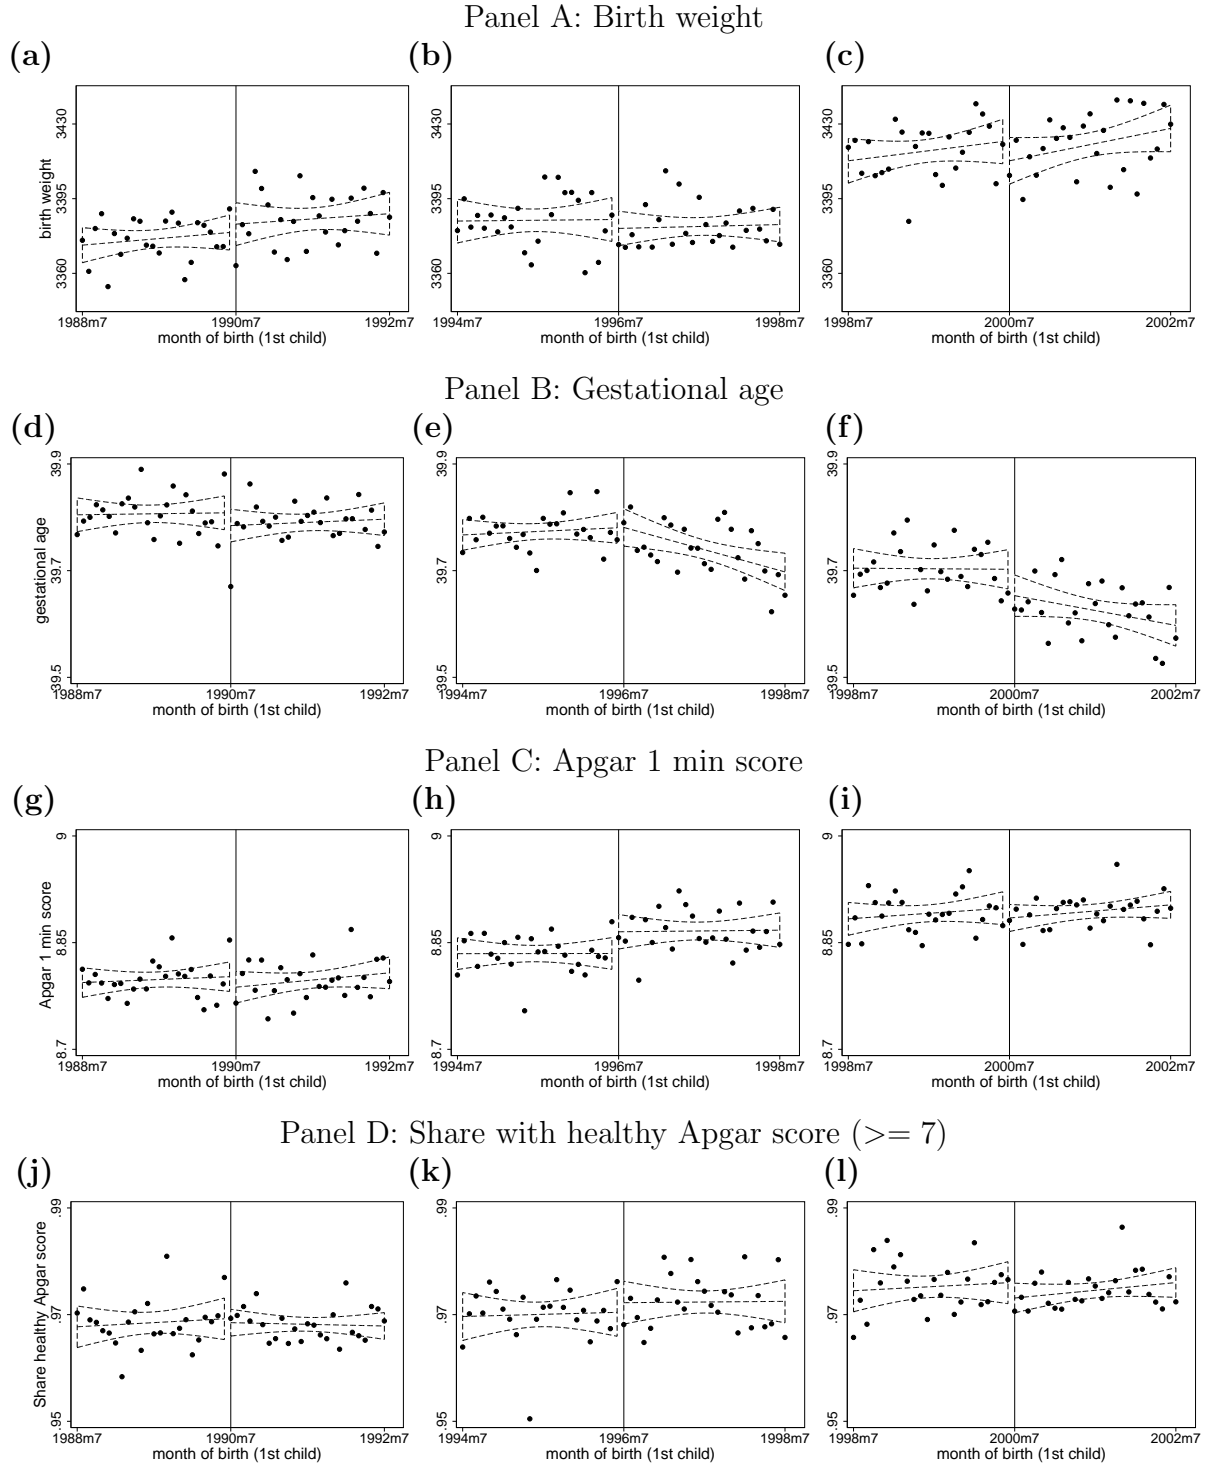 Panel A: Birth weight
(a) (b) (c)
birth weight
3430
3395
3360
1988m7 1990m7 1992m7
month of birth (1st child)
3430
3395
3360
1994m7 1996m7 1998m7
month of birth (1st child)
3430
3395
3360
1998m7 2000m7 2002m7
month of birth (1st child)
Panel B: Gestational age
(d) (e) (f)
gestational age
39.9
39.7
39.5
1988m7 1990m7 1992m7
month of birth (1st child)
39.9
39.7
39.5
1994m7 1996m7 1998m7
month of birth (1st child)
39.9
39.7
39.5
1998m7 2000m7 2002m7
month of birth (1st child)
Panel C: Apgar 1 min score
(g) (h) (i)
Apgar 1 min score
9
8.85
8.7
1988m7 1990m7 1992m7
month of birth (1st child)
9
8.85
8.7
1994m7 1996m7 1998m7
month of birth (1st child)
9
8.85
8.7
1998m7 2000m7 2002m7
month of birth (1st child)
Panel D: Share with healthy Apgar score (>= 7)
(j) (k) (l)
Share healthy Apgar score
.99
.97
.95
1988m7 1990m7 1992m7
month of birth (1st child)
.99
.97
.95
1994m7 1996m7 1998m7
month of birth (1st child)
.99
.97
.95
1998m7 2000m7 2002m7
month of birth (1st child)